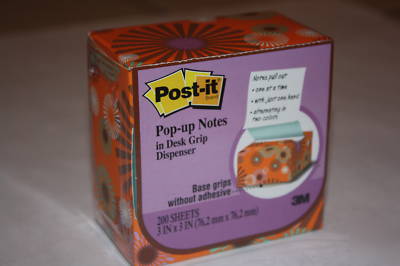 Post-it
Pop-up Notes
in Desk Grip
Dispenser
Notes pull out
• one at a time
• with just one hand
• alternating in
two colors
Base grips
without adhesive
200 SHEETS
3 IN x 3 IN (76,2 mm x 76,2 mm)
3M